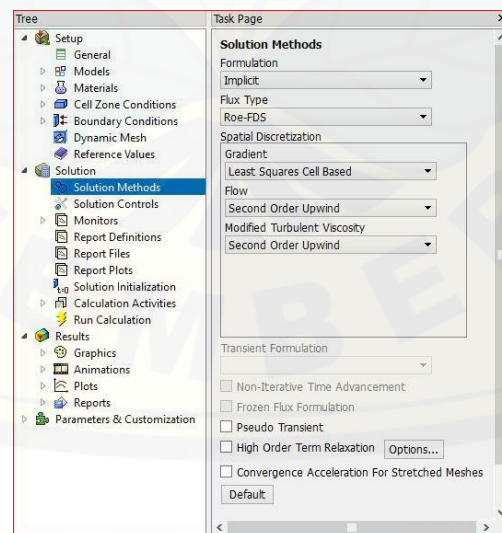 Tree
Setup
General
Models
Materials
Cell Zone Conditions
Boundary Conditions
Dynamic Mesh
Reference Values
Solution
Solution Methods
Solution Controls
Monitors
Report Definitions
Report Files
Report Plots
t=0 Solution Initialization
Calculation Activities
Run Calculation
Results
Graphics
Animations
Plots
Reports
Parameters & Customization
Task Page
Solution Methods
Formulation
Implicit
Flux Type
Roe-FDS
Spatial Discretization
Gradient
Least Squares Cell Based
Flow
Second Order Upwind
Modified Turbulent Viscosity
Second Order Upwind
Transient Formulation
Non-Iterative Time Advancement
Frozen Flux Formulation
Pseudo Transient
High Order Term Relaxation Options...
Convergence Acceleration For Stretched Meshes
Default